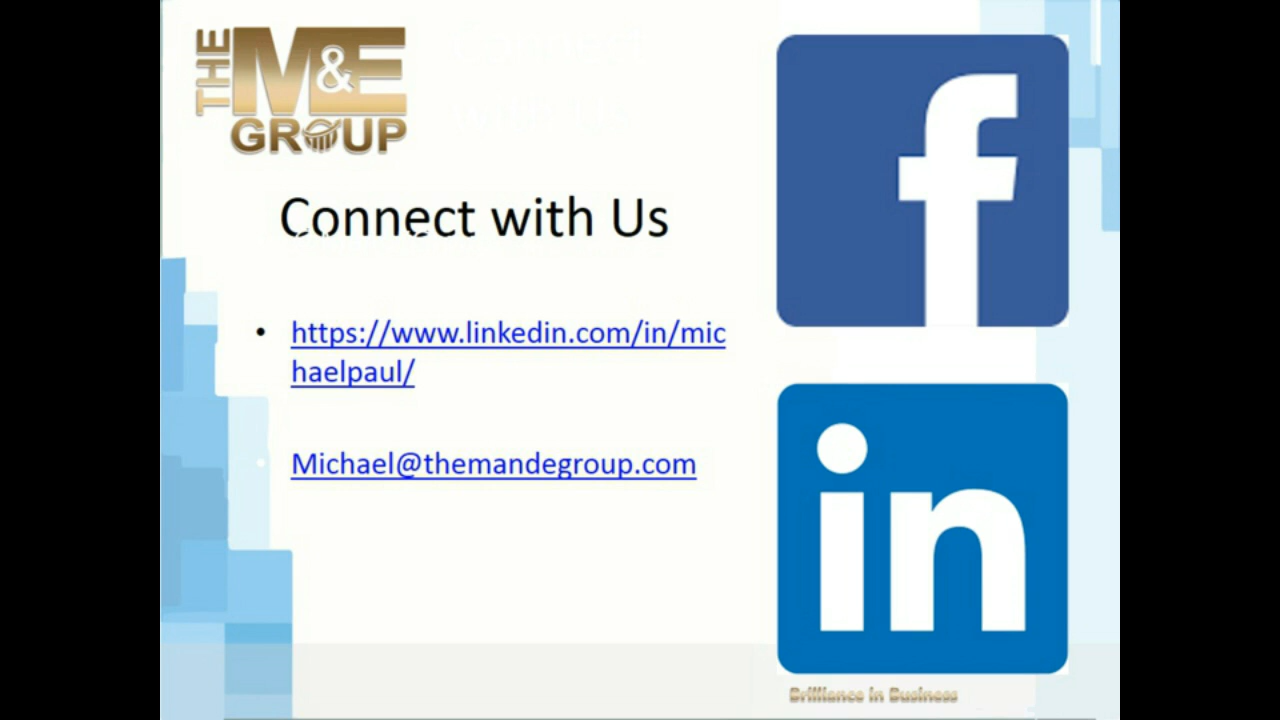 THE
M&E
GROUP
Connect with Us
• https://www.linkedin.com/in/mic
haelpaul/
Michael@themandegroup.com
f
in
Brilliance in Business